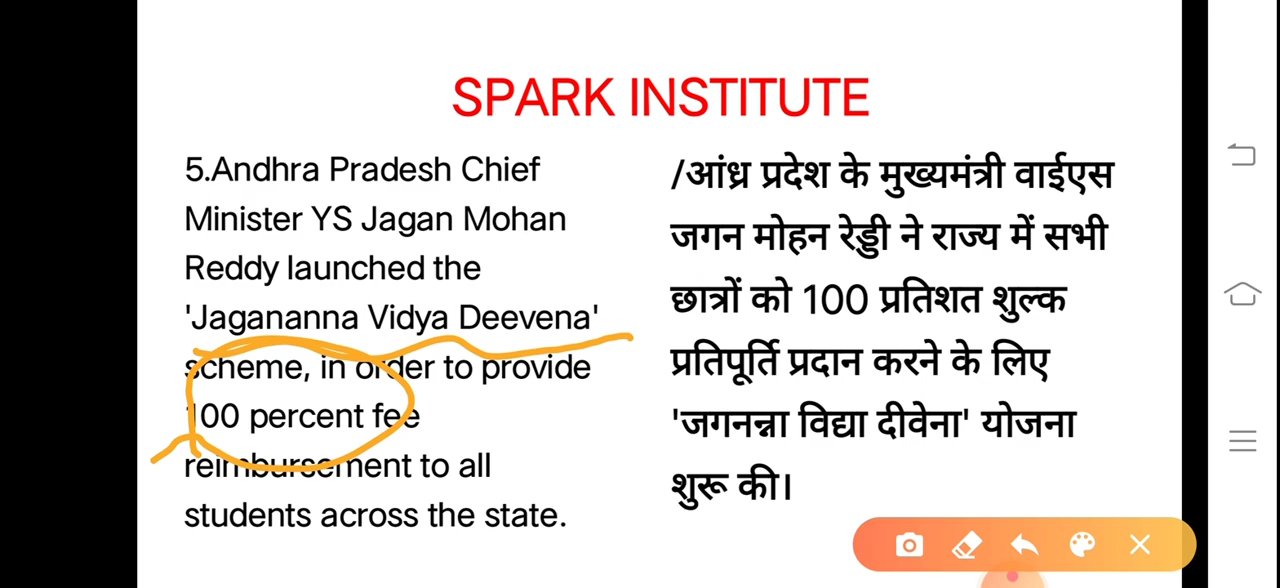 SPARK INSTITUTE
5.Andhra Pradesh Chief
Minister YS Jagan Mohan
Reddy launched the
'Jagananna Vidya Deevena'
scheme, in order to provide
100 percent fee
reimbursement to all
students across the state.
/आंध्र प्रदेश के मुख्यमंत्री वाईएस
जगन मोहन रेड्डी ने राज्य में सभी
छात्रों को 100 प्रतिशत शुल्क
प्रतिपूर्ति प्रदान करने के लिए
'जगनन्ना विद्या दीवेना' योजना
शुरू की।